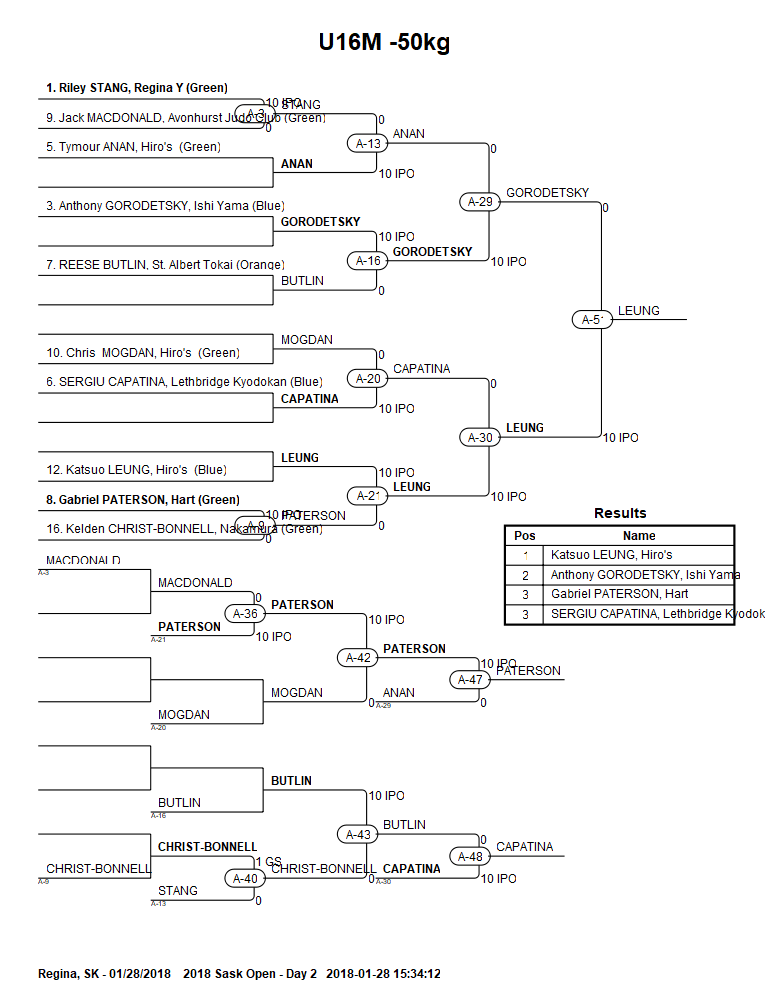 U16M -50kg
1. Riley STANG, Regina Y (Green)
10 IPO
STANG
A-3
9. Jack MACDONALD, Avonhurst Judo Club (Green)
0
0
ANAN
A-13
5. Tymour ANAN, Hiro's (Green)
0
ANAN
10 IPO
3. Anthony GORODETSKY, Ishi Yama (Blue)
GORODETSKY
A-29
0
GORODETSKY
10 IPO
GORODETSKY
A-16
10 IPO
7. REESE BUTLIN, St. Albert Tokai (Orange)
BUTLIN
0
LEUNG
A-51
MOGDAN
10. Chris MOGDAN, Hiro's (Green)
0
CAPATINA
A-20
6. SERGIU CAPATINA, Lethbridge Kyodokan (Blue)
0
CAPATINA
10 IPO
LEUNG
A-30
10 IPO
LEUNG
12. Katsuo LEUNG, Hiro's (Blue)
10 IPO
LEUNG
A-21
10 IPO
8. Gabriel PATERSON, Hart (Green)
10 IPO
PATERSON
A-9
0
16. Kelden CHRIST-BONNELL, Nakamura (Green)
0
Results
Pos Name
1 Katsuo LEUNG, Hiro's
2 Anthony GORODETSKY, Ishi Yama
3 Gabriel PATERSON, Hart
3 SERGIU CAPATINA, Lethbridge Kyodok
MACDONALD
A-3
MACDONALD
0
PATERSON
A-36
PATERSON
10 IPO
A-21
10 IPO
PATERSON
A-42
10 IPO
PATERSON
A-47
MOGDAN
0
ANAN
A-29
0
MOGDAN
A-20
BUTLIN
10 IPO
BUTLIN
A-16
BUTLIN
A-43
0
CAPATINA
A-48
CHRIST-BONNELL
1 GS
CHRIST-BONNELL
A-9
A-40
CHRIST-BONNELL
0
CAPATINA
A-30
10 IPO
STANG
A-13
0
Regina, SK - 01/28/2018 2018 Sask Open - Day 2 2018-01-28 15:34:12